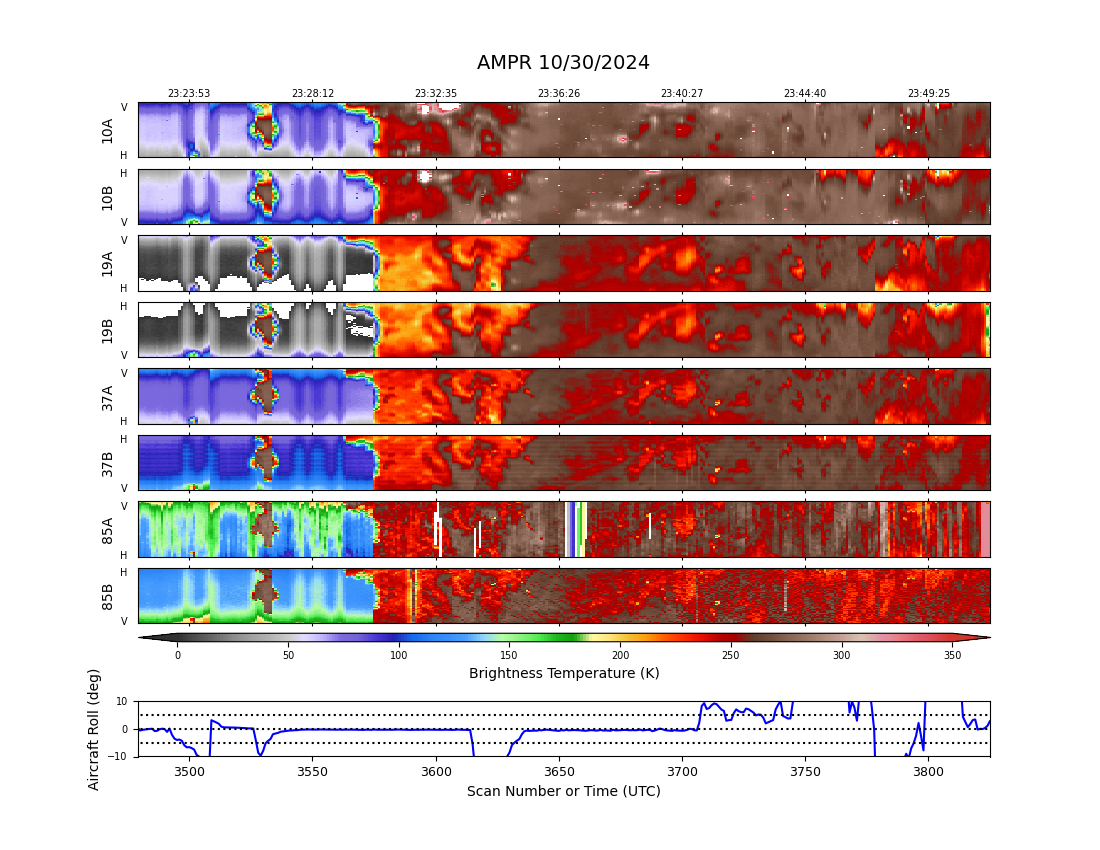 AMPR 10/30/2024
23:23:53 23:28:12 23:32:35 23:36:26 23:40:27 23:44:40 23:49:25
V
10A
H
H
10B
V
V
19A
H
H
19B
V
V
37A
H
H
37B
V
V
85A
H
H
85B
V
0 50 100 150 200 250 300 350
Brightness Temperature (K)
Aircraft Roll (deg)
10
0
−10
3500 3550 3600 3650 3700 3750 3800
Scan Number or Time (UTC)